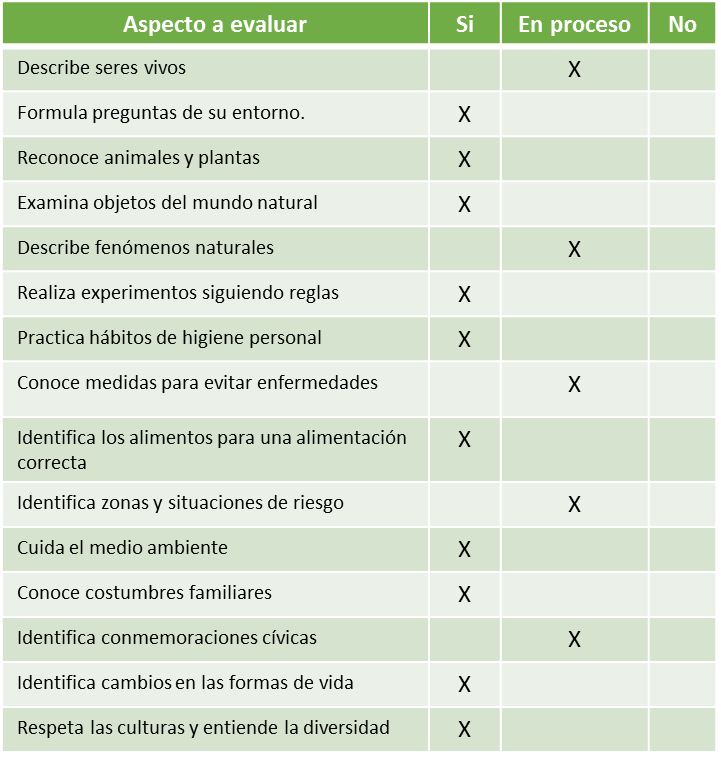 Aspecto a evaluar Si En proceso No
Describe seres vivos X
Formula preguntas de su entorno. X
Reconoce animales y plantas X
Examina objetos del mundo natural X
Describe fenómenos naturales X
Realiza experimentos siguiendo reglas X
Practica hábitos de higiene personal X
Conoce medidas para evitar enfermedades X
Identifica los alimentos para una alimentación X
correcta
Identifica zonas y situaciones de riesgo X
Cuida el medio ambiente X
Conoce costumbres familiares X
Identifica conmemoraciones cívicas X
Identifica cambios en las formas de vida X
Respeta las culturas y entiende la diversidad X